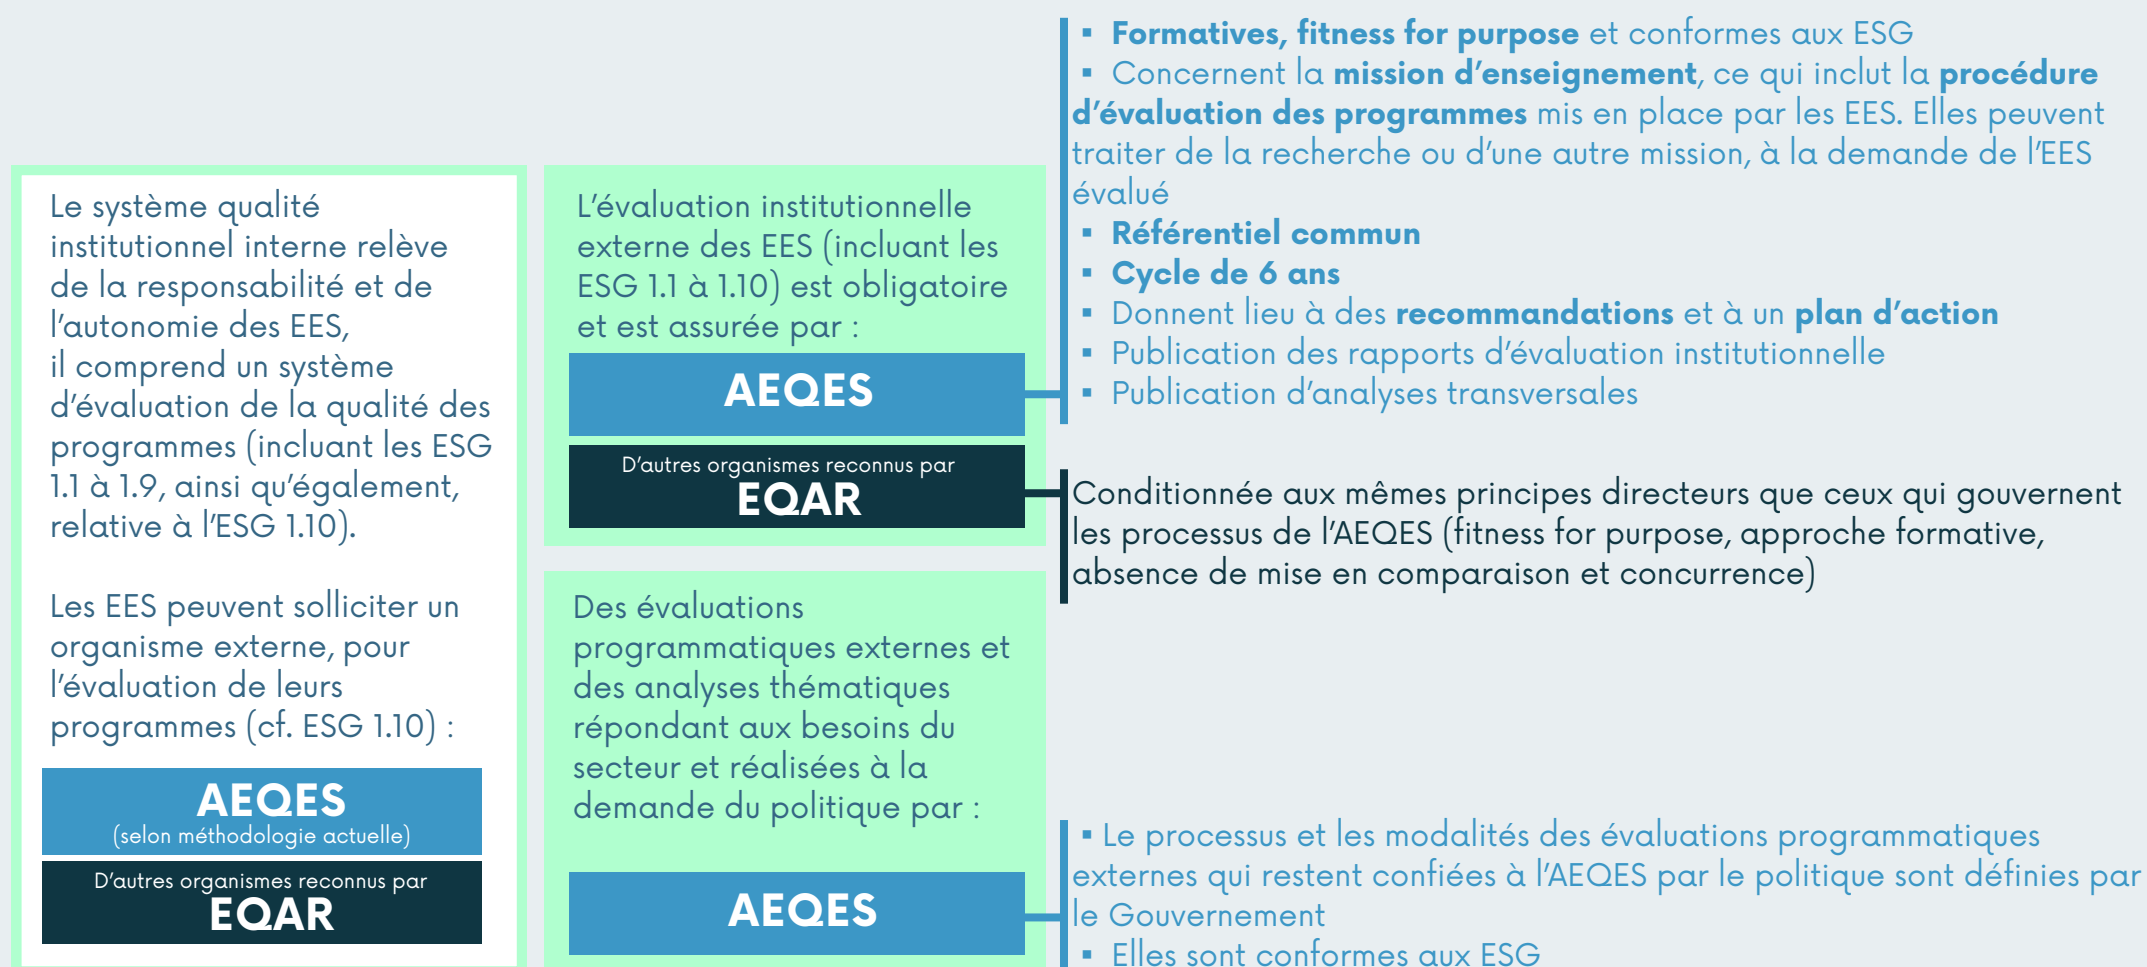 Le système qualité
institutionnel interne relève
de la responsabilité et de
l'autonomie des EES,
il comprend un système
d'évaluation de la qualité des
programmes (incluant les ESG
1.1 à 1.9, ainsi qu'également,
relative à l'ESG 1.10).
Les EES peuvent solliciter un
organisme externe, pour
l'évaluation de leurs
programmes (cf. ESG 1.10) :
AEQES
(selon méthodologie actuelle)
D'autres organismes reconnus par
EQAR
L'évaluation institutionnelle
externe des EES (incluant les
ESG 1.1 à 1.10) est obligatoire
et est assurée par :
AEQES
D'autres organismes reconnus par
EQAR
▪ Formatives, fitness for purpose et conformes aux ESG
▪ Concernent la mission d'enseignement, ce qui inclut la procédure
d'évaluation des programmes mis en place par les EES. Elles peuvent
traiter de la recherche ou d'une autre mission, à la demande de l'EES
évalué
▪ Référentiel commun
▪ Cycle de 6 ans
▪ Donnent lieu à des recommandations et à un plan d'action
▪ Publication des rapports d'évaluation institutionnelle
▪ Publication d'analyses transversales
Conditionnée aux mêmes principes directeurs que ceux qui gouvernent
les processus de l'AEQES (fitness for purpose, approche formative,
absence de mise en comparaison et concurrence)
Des évaluations
programmatiques externes et
des analyses thématiques
répondant aux besoins du
secteur et réalisées à la
demande du politique par :
AEQES
▪ Le processus et les modalités des évaluations programmatiques
externes qui restent confiées à l'AEQES par le politique sont définies par
le Gouvernement
▪ Elles sont conformes aux ESG